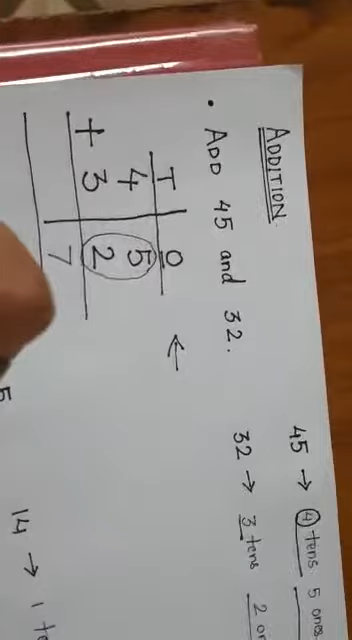 ADDITION
• ADD 45 and 32.
T O
4 5
+ 3 2
7
←
45 → 4 tens 5 ones
32 → 3 tens 2
14 → 1
5